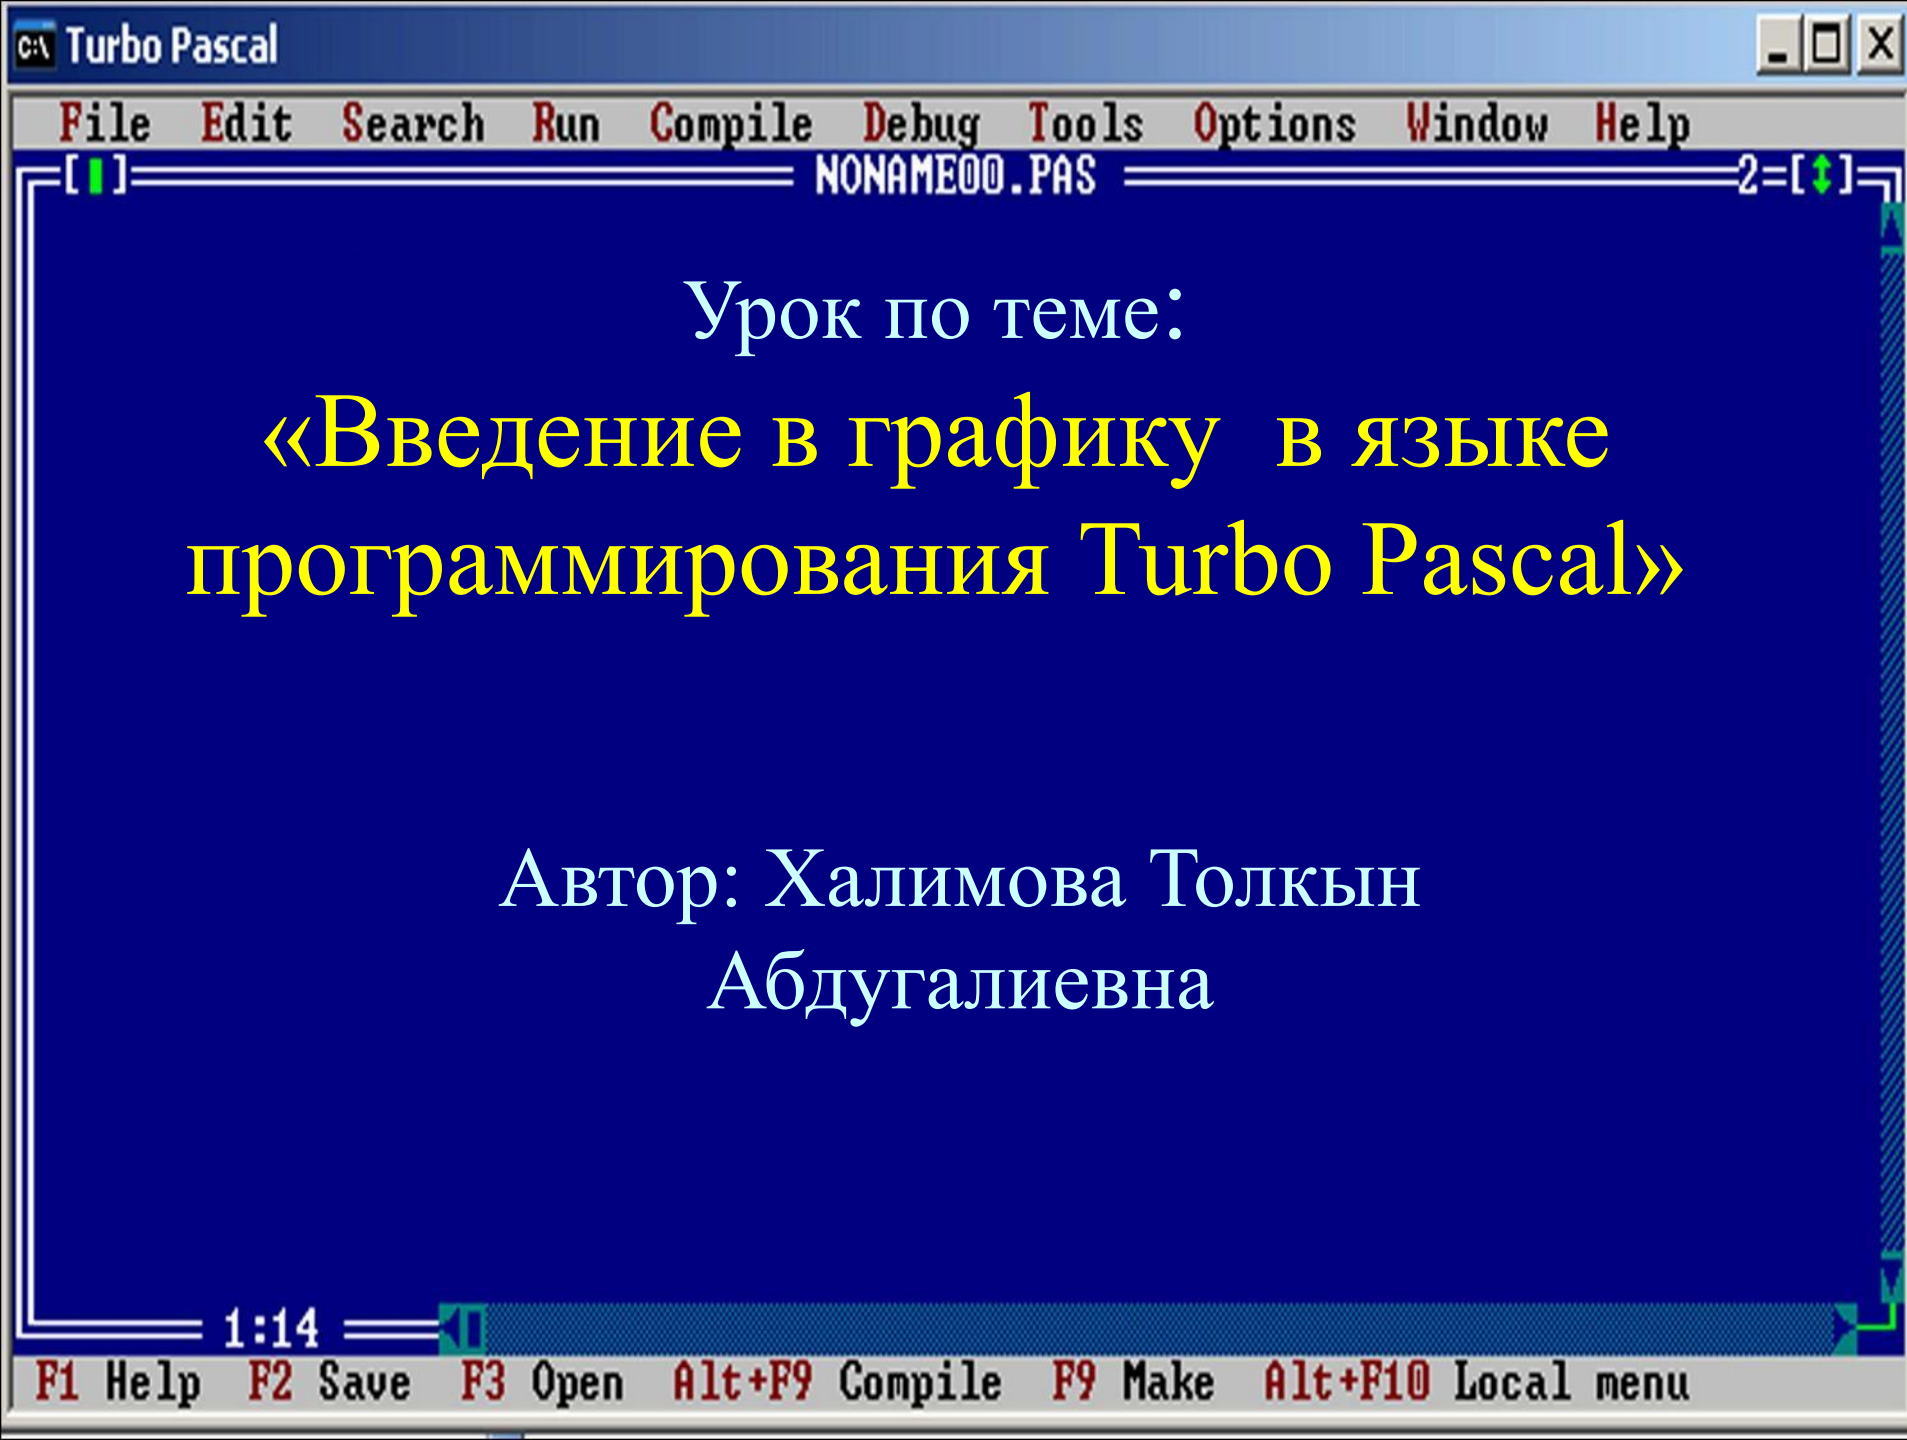 Turbo Pascal
File Edit Search Run Compile Debug Tools Options Window Help
NONAME00.PAS 2
Урок по теме:
«Введение в графику в языке
программирования Turbo Pascal»
Автор: Халимова Толкын
Абдугалиевна
1:14
F1 Help F2 Save F3 Open Alt+F9 Compile F9 Make Alt+F10 Local menu